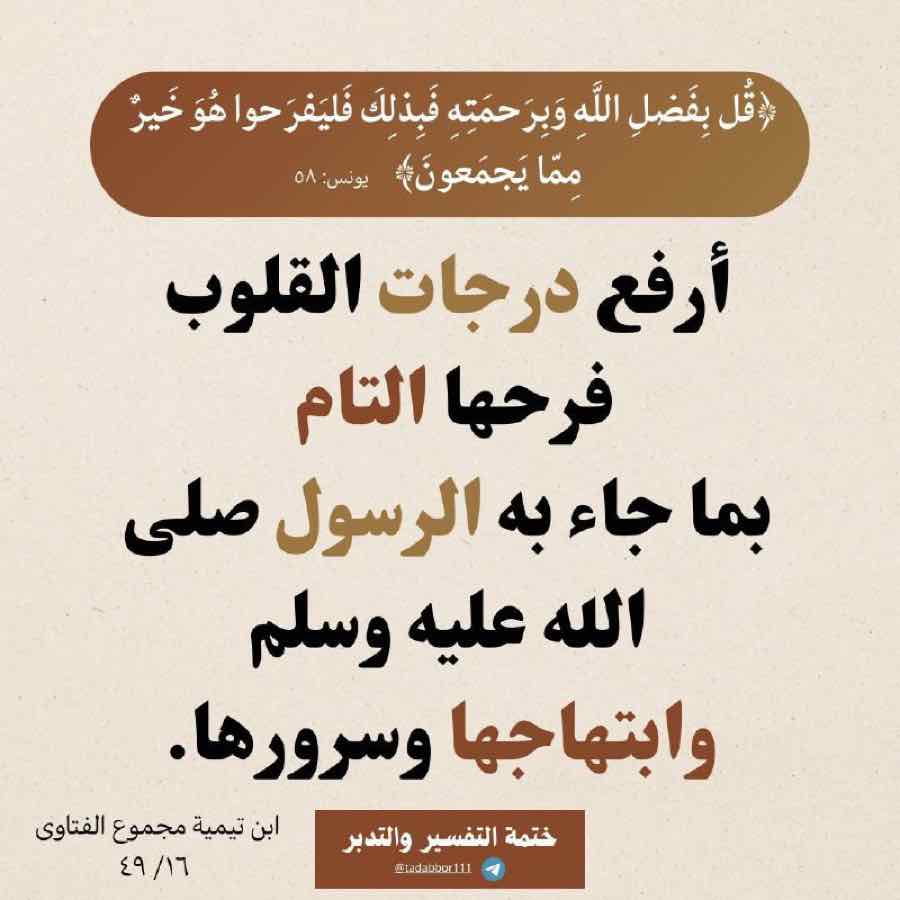 ﴿قُل بِفَضلِ اللَّهِ وَبِرَحمَتِهِ فَبِذلِكَ فَليَفرَحوا هُوَ خَيرٌ
مِمّا يَجمَعونَ﴾ يونس: ٥٨
أرفع درجات القلوب
فرحها التام
بما جاء به الرسول صلى
الله عليه وسلم
وابتهاجها وسرورها.
ختمة التفسير والتدبر
@tadabbor111
ابن تيمية مجموع الفتاوى
١٦/ ٤٩